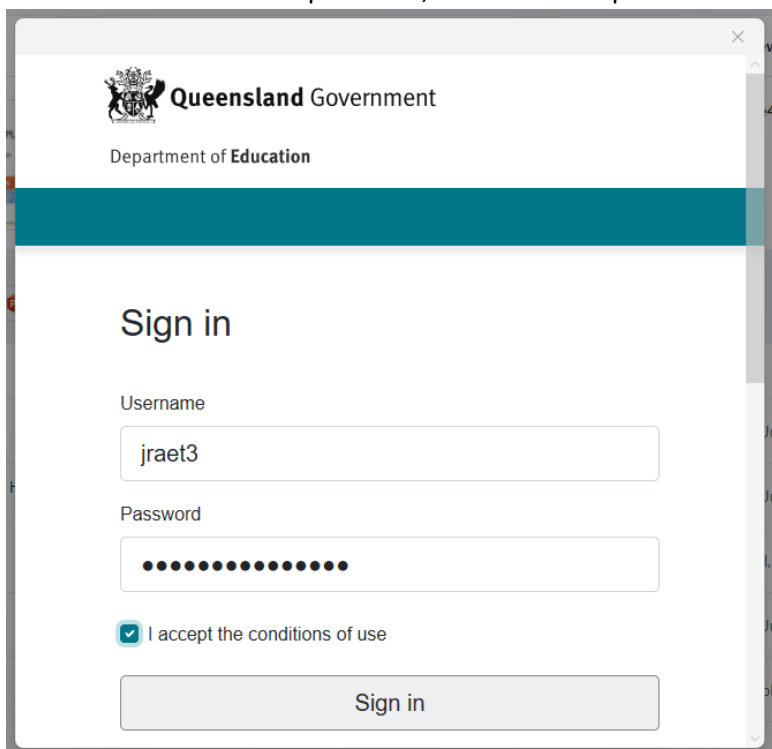 Queensland Government
Department of Education
Sign in
Username
jraet3
Password
I accept the conditions of use
Sign in